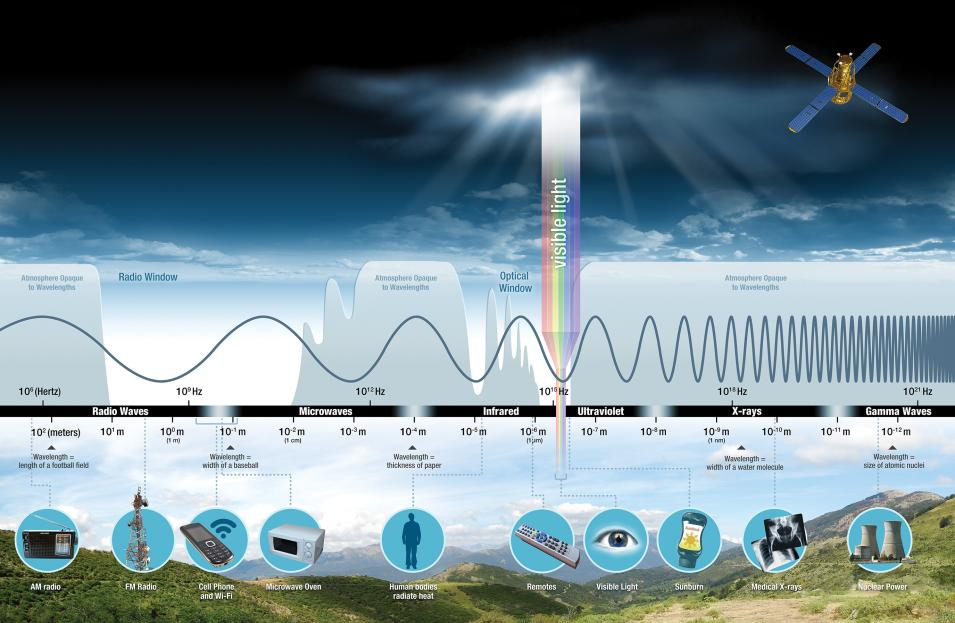 visible light
Atmosphere Opaque
to Wavelengths
Radio Window
Atmosphere Opaque
to Wavelengths
Optical
Window
Atmosphere Opaque
to Wavelengths
10⁶ (Hertz)
10⁹ Hz
10¹² Hz
10¹⁵ Hz
10¹⁸ Hz
10²¹ Hz
Radio Waves
Microwaves
Infrared
Ultraviolet
X-rays
Gamma Waves
10² (meters)
10¹ m
10⁰ m
(1 m)
10⁻¹ m
10⁻² m
(1 cm)
10⁻³ m
10⁻⁴ m
10⁻⁵ m
10⁻⁶ m
(1 µm)
10⁻⁷ m
10⁻⁸ m
10⁻⁹ m
(1 nm)
10⁻¹⁰ m
10⁻¹¹ m
10⁻¹² m
Wavelength =
length of a football field
Wavelength =
width of a baseball
Wavelength =
thickness of paper
Wavelength =
width of a water molecule
Wavelength =
size of atomic nuclei
AM radio
FM Radio
Cell Phone
and Wi-Fi
Microwave Oven
Human bodies
radiate heat
Remotes
Visible Light
Sunburn
Medical X-rays
Nuclear Power